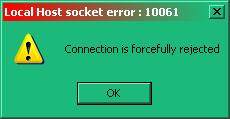 Local Host socket error : 10061
Connection is forcefully rejected
OK